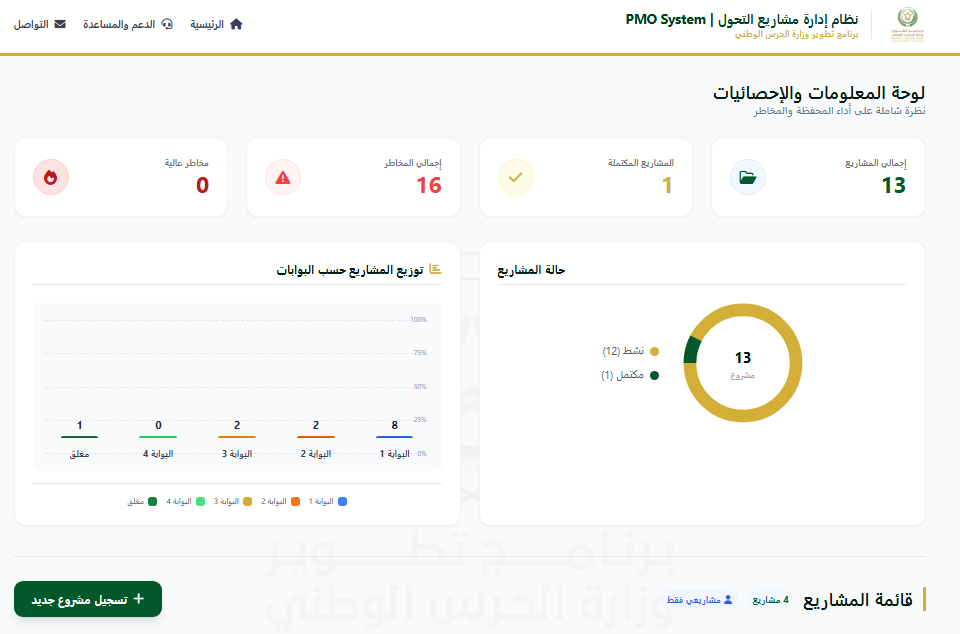 نظام إدارة مشاريع التحول | PMO System
برنامج تطوير وزارة الحرس الوطني
الرئيسية
الدعم والمساعدة
التواصل
لوحة المعلومات والإحصائيات
نظرة شاملة على أداء المحفظة والمخاطر
إجمالي المشاريع
13
المشاريع المكتملة
1
إجمالي المخاطر
16
مخاطر عالية
0
حالة المشاريع
13
مشروع
نشط (12)
مكتمل (1)
توزيع المشاريع حسب البوابات
100%
75%
50%
25%
0%
8 2 2 0 1
البوابة 1 البوابة 2 البوابة 3 البوابة 4 مغلق
البوابة 1 البوابة 2 البوابة 3 البوابة 4 مغلق
برنامج تطوير
وزارة الحرس الوطني
قائمة المشاريع
4 مشاريع
مشاريعي فقط
تسجيل مشروع جديد